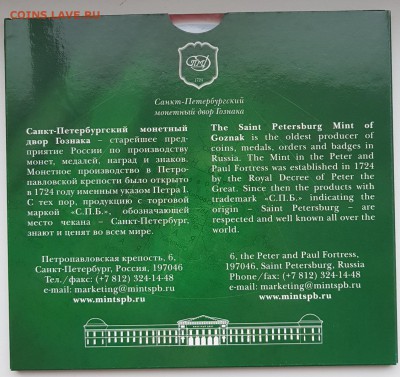 COINS.LAVE.RU
1724
Санкт-Петербургский
монетный двор Гознака
Санкт-Петербургский монетный
двор Гознака – старейшее пред-
приятие России по производству
монет, медалей, наград и знаков.
Монетное производство в Петро-
павловской крепости было открыто
в 1724 году именным указом Петра I.
С тех пор, продукцию с торговой
маркой «С.П.Б.», обозначающей
место чекана – Санкт-Петербург,
знают и ценят во всем мире.
Петропавловская крепость, 6,
Санкт-Петербург, Россия, 197046
Тел./факс: (+7 812) 324-14-48
e-mail: marketing@mintspb.ru
www.mintspb.ru
The Saint Petersburg Mint of
Goznak is the oldest producer of
coins, medals, orders and badges in
Russia. The Mint in the Peter and
Paul Fortress was established in 1724
by the Royal Decree of Peter the
Great. Since then the products with
trademark «С.П.Б.» indicating the
origin – Saint Petersburg – are
respected and well known all over the
world.
6, the Peter and Paul Fortress,
197046, Saint Petersburg, Russia
Phone/fax: (+7 812) 324-14-48
e-mail: marketing@mintspb.ru
www.mintspb.ru